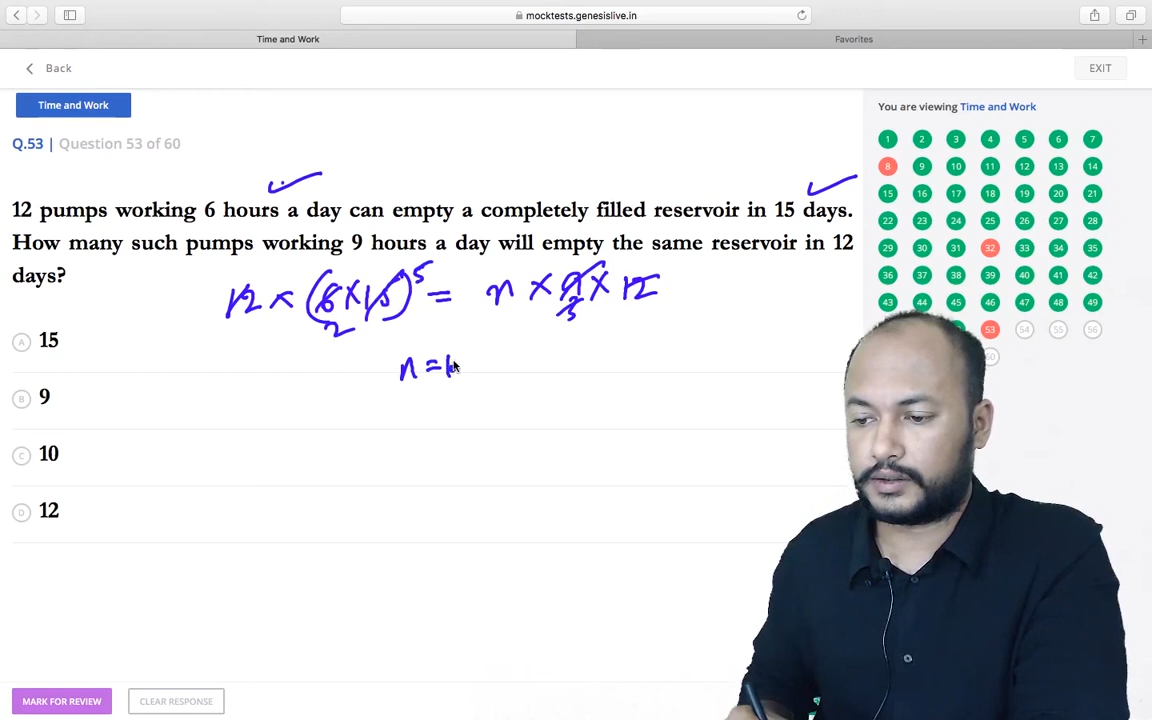 mocktests.genesislive.in
Time and Work
Favorites
Back
EXIT
Time and Work
You are viewing Time and Work
Q.53 | Question 53 of 60
1 2 3 4 5 6 7
8 9 10 11 12 13 14
15 16 17 18 19 20 21
22 23 24 25 26 27 28
29 30 31 32 33 34 35
36 37 38 39 40 41 42
43 44 45 46 47 48 49
53 54 55 56
12 pumps working 6 hours a day can empty a completely filled reservoir in 15 days.
How many such pumps working 9 hours a day will empty the same reservoir in 12
days?
12 × (6 × 15) 5 = n × 9 × 12
2 3
n = 1
A 15
B 9
C 10
D 12
MARK FOR REVIEW
CLEAR RESPONSE